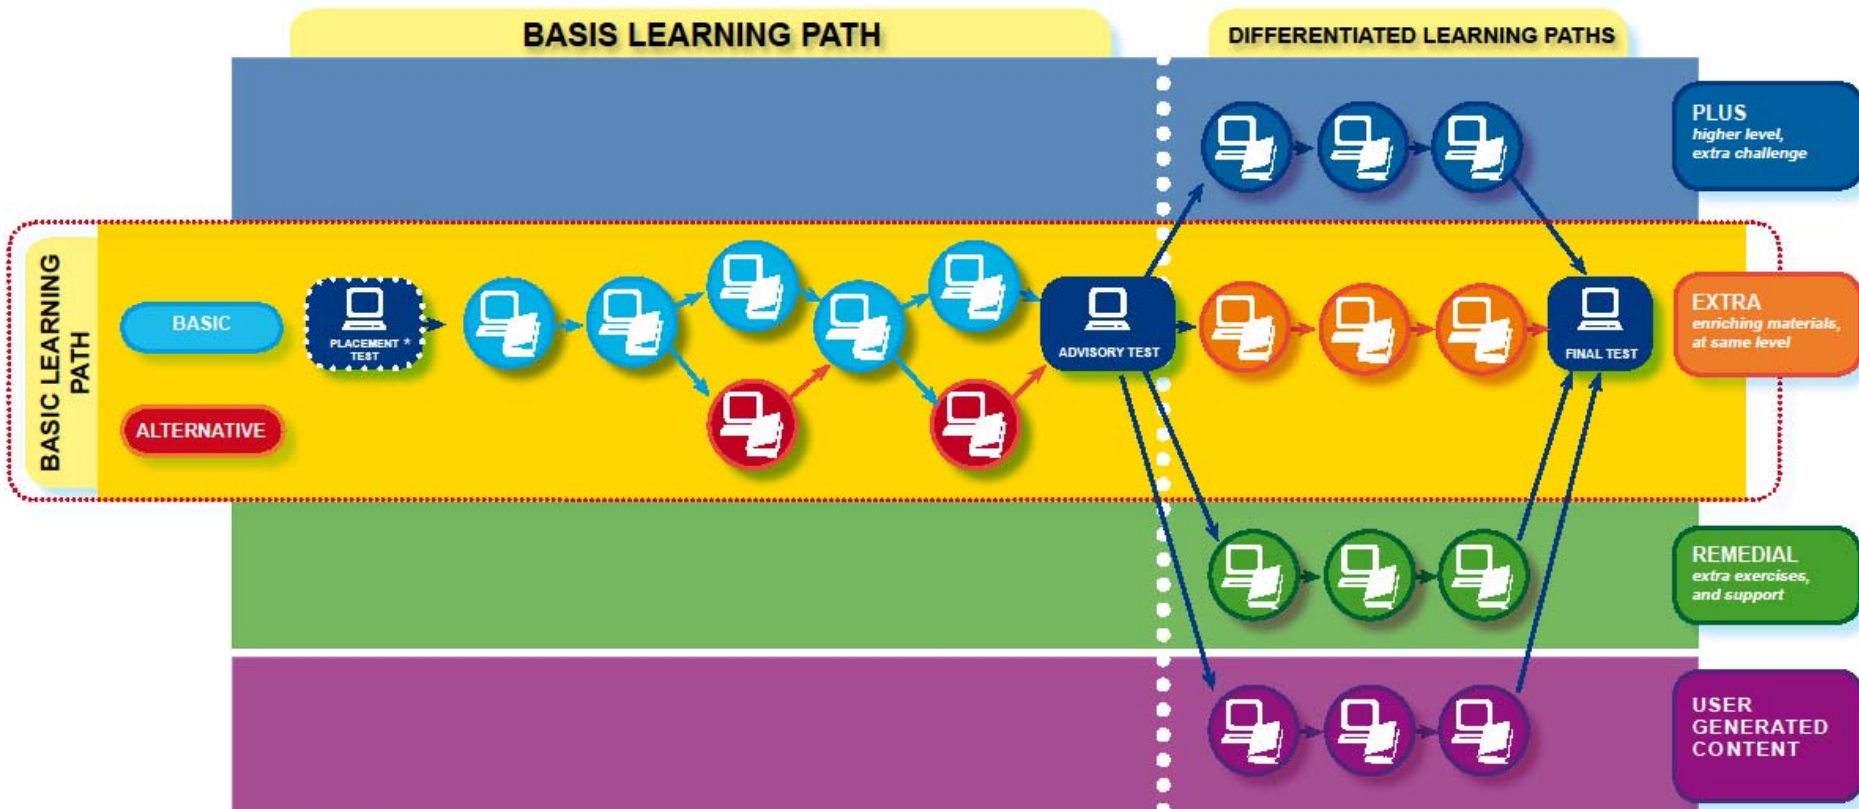 BASIS LEARNING PATH
DIFFERENTIATED LEARNING PATHS
PLUS
higher level,
extra challenge
BASIC LEARNING
PATH
BASIC
ALTERNATIVE
PLACEMENT *
TEST
ADVISORY TEST
FINAL TEST
EXTRA
enriching materials,
at same level
REMEDIAL
extra exercises,
and support
USER
GENERATED
CONTENT